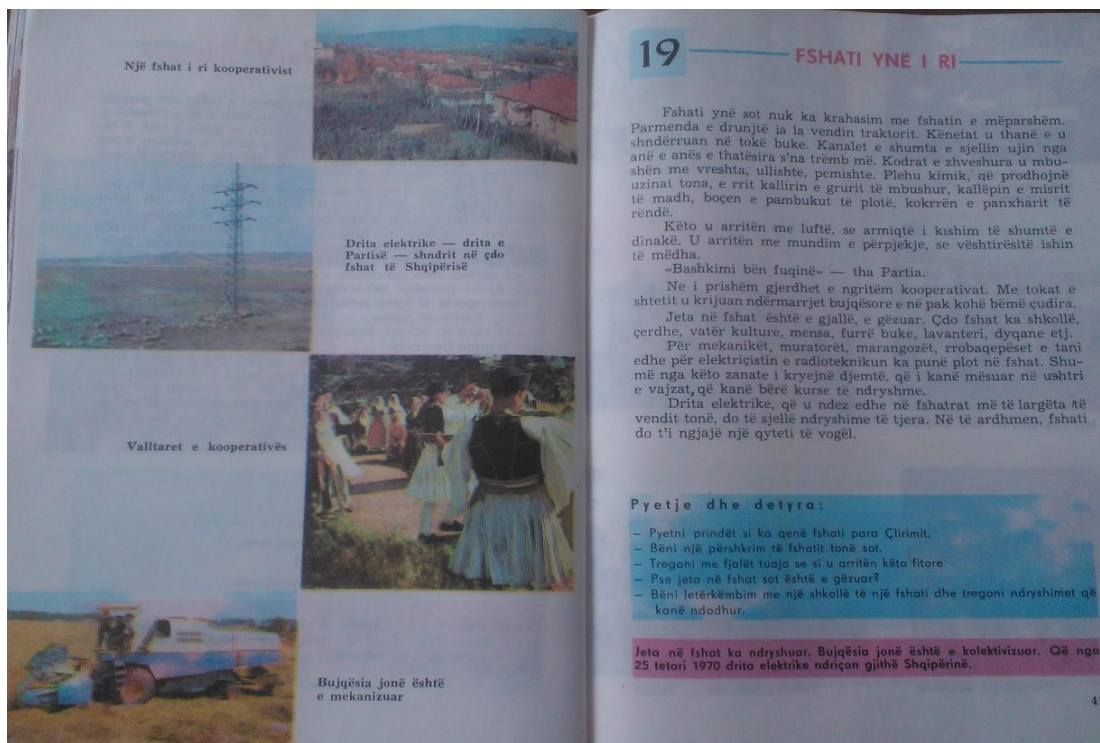 Një fshat i ri kooperativist
Drita elektrike — drita e
Partisë — shndrit në çdo
fshat të Shqipërisë
Valltaret e kooperativës
Bujqësia jonë është
e mekanizuar
19
FSHATI YNË I RI
Fshati ynë sot nuk ka krahasim me fshatin e mëparshëm.
Parmenda e drunjtë ia la vendin traktorit. Kënetat u thanë e u
shndërruan në tokë buke. Kanalet e shumta e sjellin ujin nga
anë e anës e thatësira s'na trëmb më. Kodrat e zhveshura u mbu-
shën me vreshta, ullishte, pemishte. Plehu kimik, që prodhojnë
uzinat tona, e rrit kallirin e grurit të mbushur, kallëpin e misrit
të madh, boçen e pambukut të plotë, kokrrën e panxharit të
rëndë.
Këto u arritën me luftë, se armiqtë i kishim të shumtë e
dinakë. U arritën me mundim e përpjekje, se vështirësitë ishin
të mëdha.
«Bashkimi bën fuqinë» — tha Partia.
Ne i prishëm gjerdhet e ngritëm kooperativat. Me tokat e
shtetit u krijuan ndërmarrjet bujqësore e në pak kohë bëmë çudira.
Jeta në fshat është e gjallë, e gëzuar. Çdo fshat ka shkollë,
çerdhe, vatër kulture, mensa, furrë buke, lavanteri, dyqane etj.
Për mekanikët, muratorët, marangozët, rrobaqepëset e tani
edhe për elektriçistin e radioteknikun ka punë plot në fshat. Shu-
më nga këto zanate i kryejnë djemtë, që i kanë mësuar në ushtri
e vajzat, që kanë bërë kurse të ndryshme.
Drita elektrike, që u ndez edhe në fshatrat më të largëta të
vendit tonë, do të sjellë ndryshime të tjera. Në të ardhmen, fshati
do t'i ngjajë një qyteti të vogël.
Pyetje dhe detyra:
— Pyetni prindët si ka qenë fshati para Çlirimit.
— Bëni një përshkrim të fshatit tonë sot.
— Tregoni me fjalët tuaja se si u arritën këto fitore.
— Pse jeta në fshat sot është e gëzuar?
— Bëni letërkëmbim me një shkollë të një fshati dhe tregoni ndryshimet që
kanë ndodhur.
Jeta në fshat ka ndryshuar. Bujqësia jonë është e kolektivizuar. Që nga
25 tetori 1970 drita elektrike ndriçon gjithë Shqipërinë.